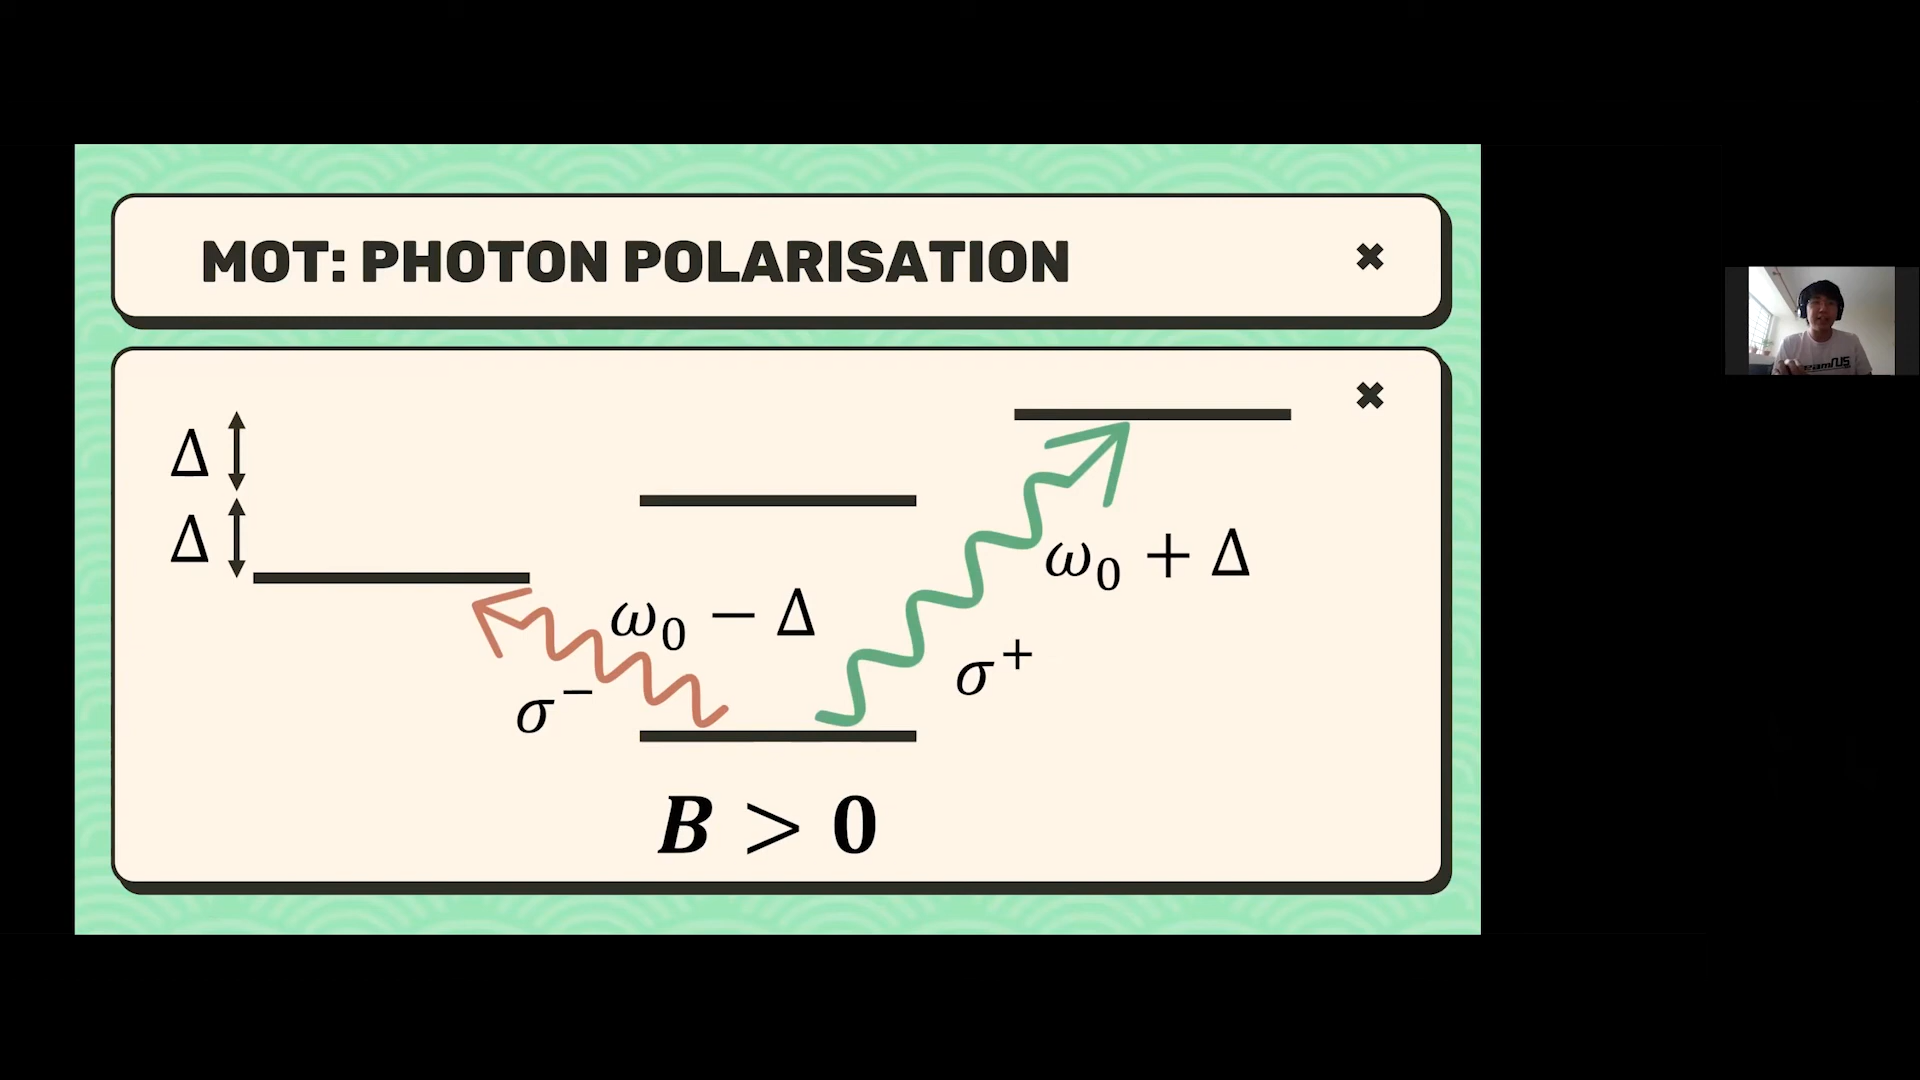 MOT: PHOTON POLARISATION
Δ
Δ
ω₀ + Δ
ω₀ − Δ
σ⁺
σ⁻
B > 0